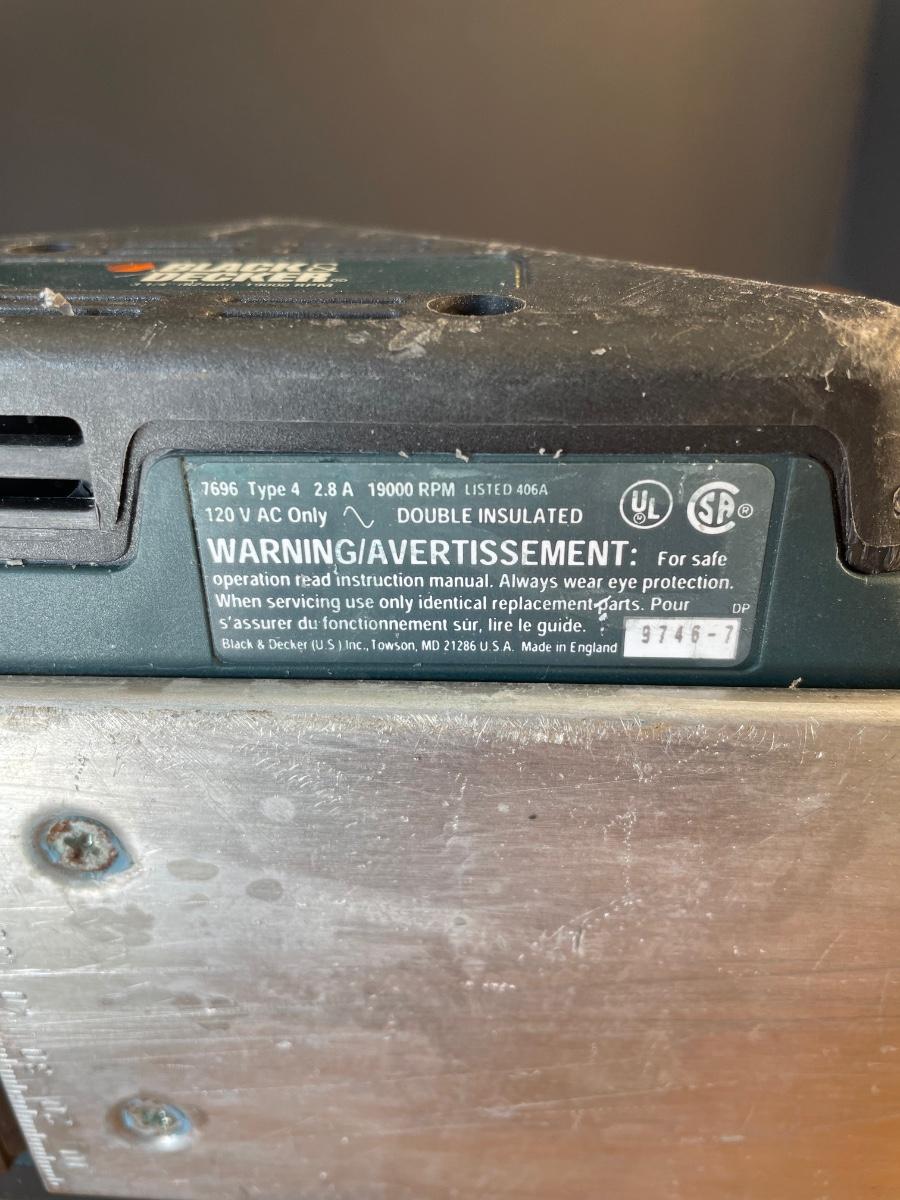 BLACK &
DECKER®
7696 Type 4 2.8 A 19000 RPM LISTED 406A
120 V AC Only DOUBLE INSULATED
UL
SA®
WARNING/AVERTISSEMENT: For safe
operation read instruction manual. Always wear eye protection.
When servicing use only identical replacement parts. Pour
s'assurer du fonctionnement sûr, lire le guide.
DP
9746-7
Black & Decker (U.S.) Inc., Towson, MD 21286 U.S.A. Made in England